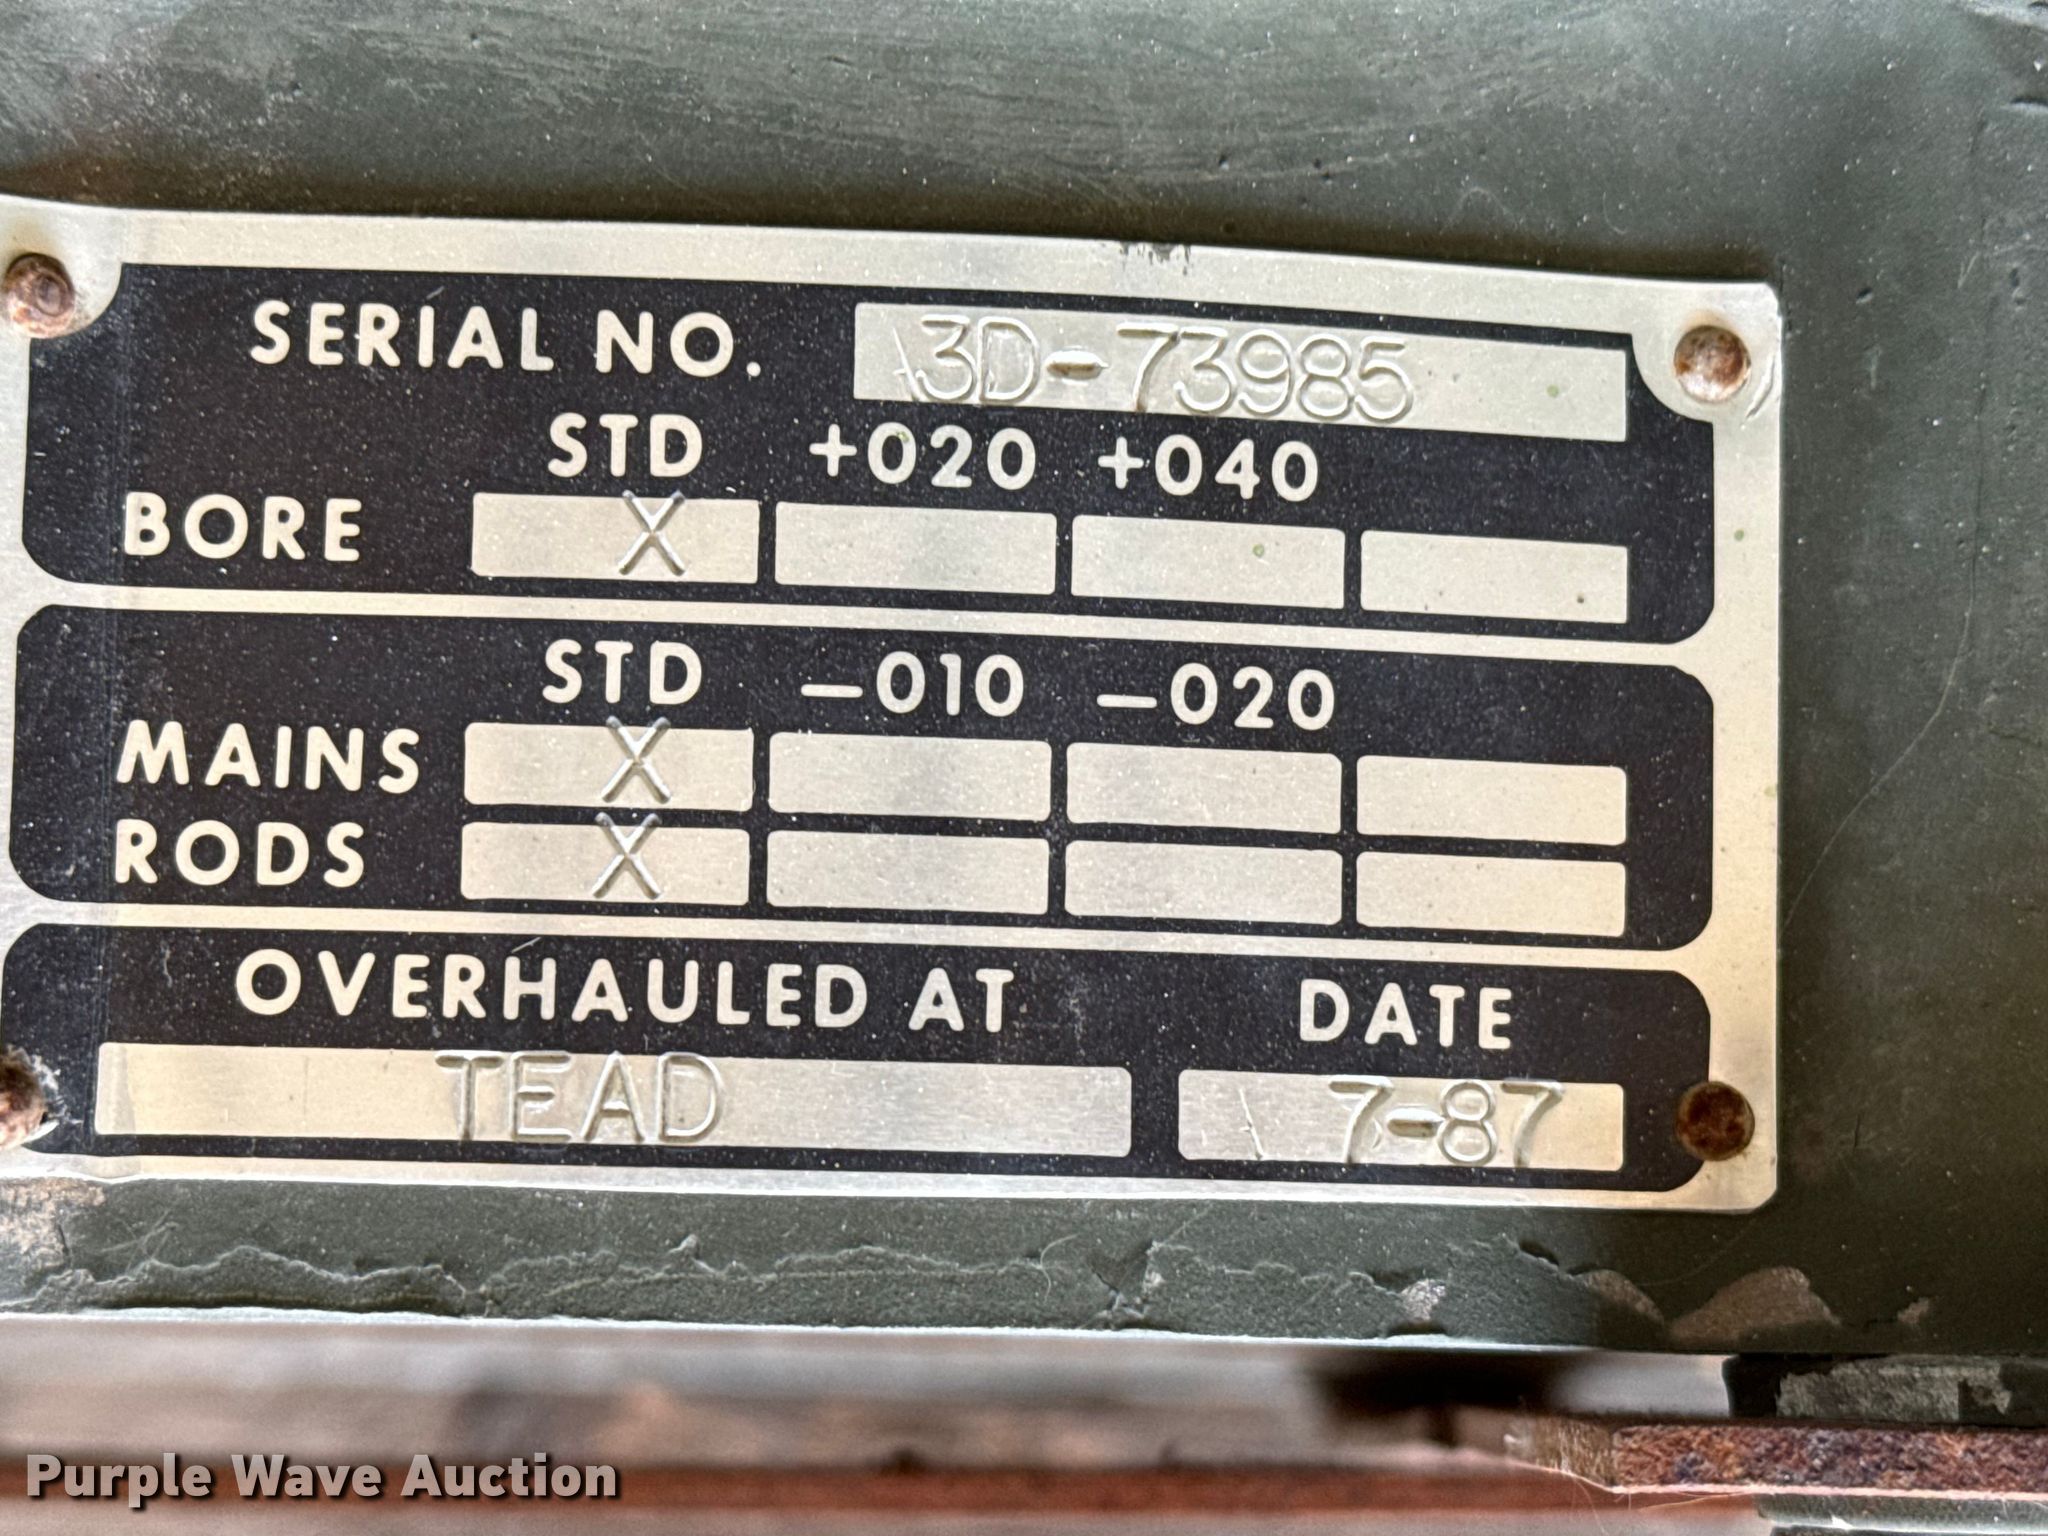 SERIAL NO. 3D-73985
STD +020 +040
BORE X
STD —010 —020
MAINS X
RODS X
OVERHAULED AT DATE
TEAD 7-87
Purple Wave Auction